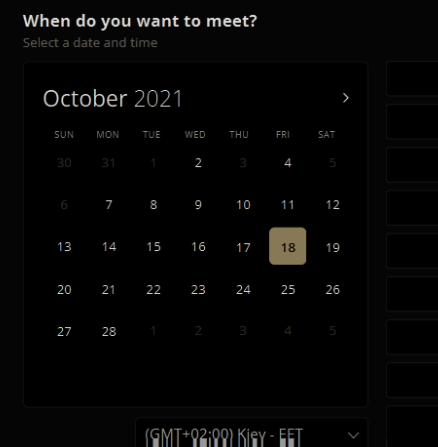 When do you want to meet?
Select a date and time
October 2021
SUN MON TUE WED THU FRI SAT
30 31 1 2 3 4 5
6 7 8 9 10 11 12
13 14 15 16 17 18 19
20 21 22 23 24 25 26
27 28 1 2 3 4 5
(GMT+02:00) Kiev - EET